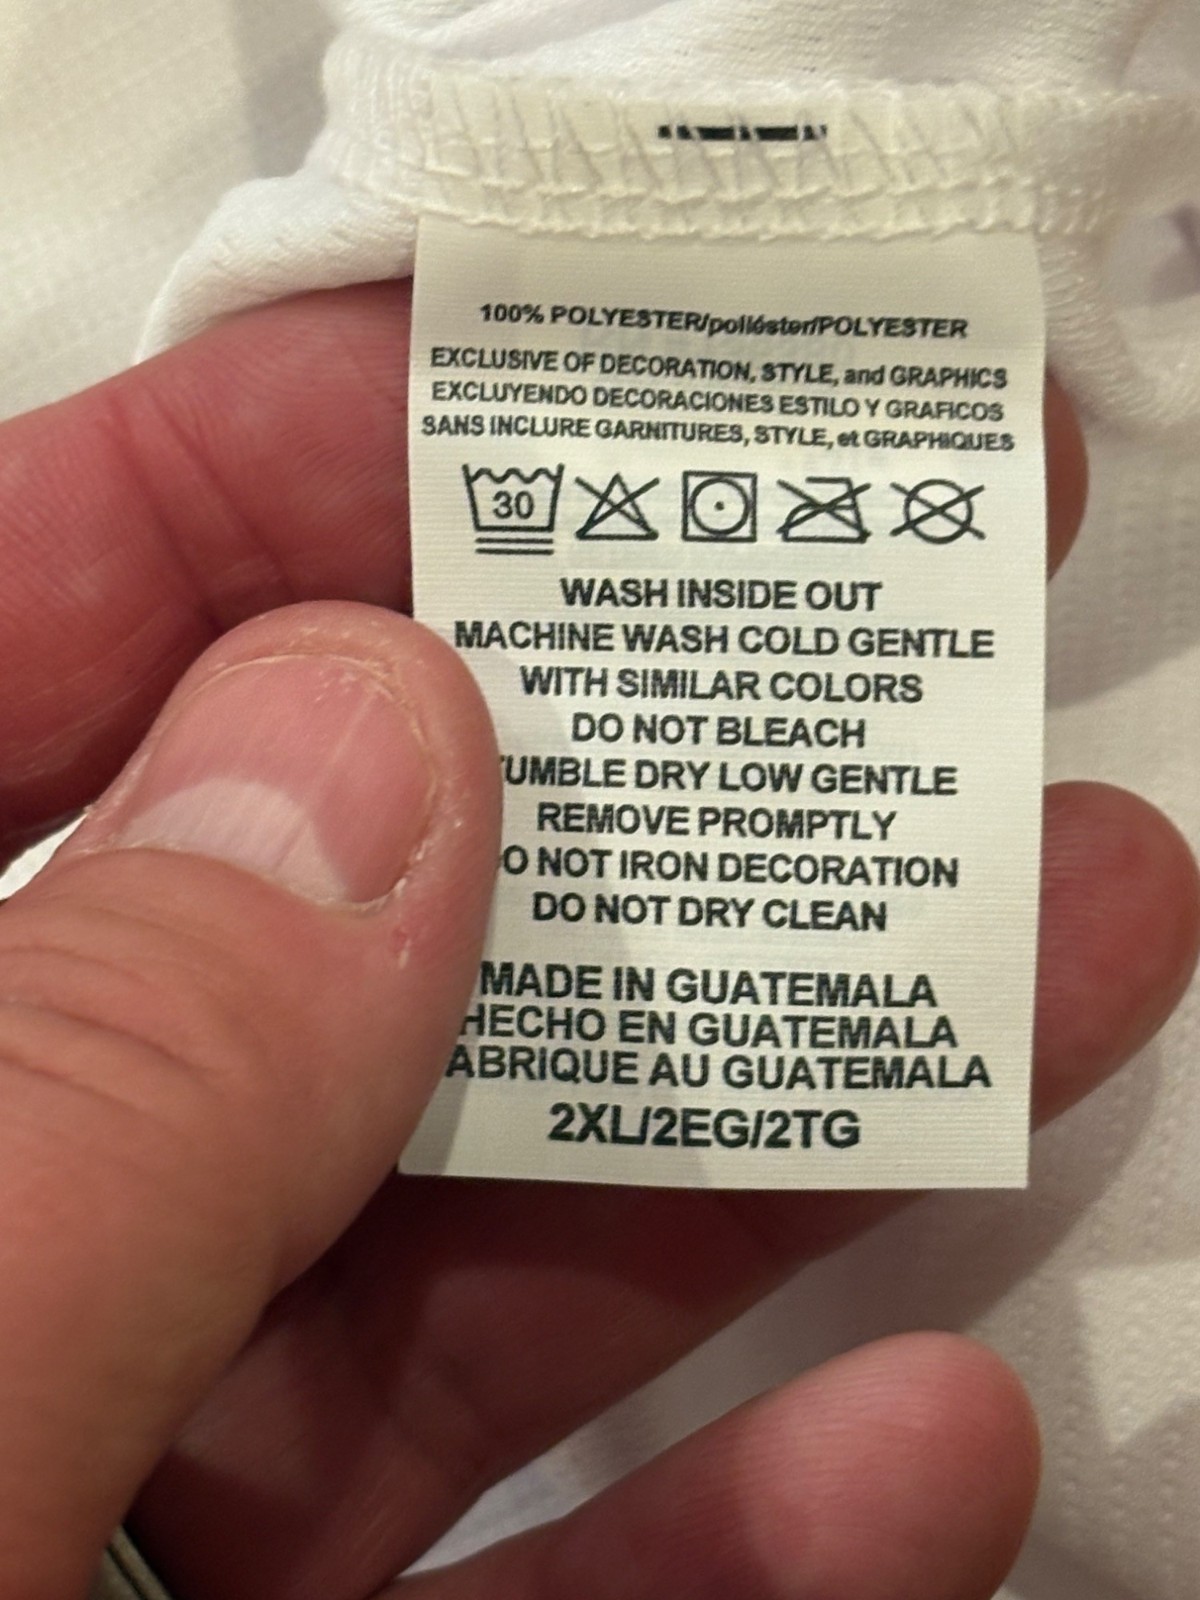 100% POLYESTER/poliéster/POLYESTER
EXCLUSIVE OF DECORATION, STYLE, and GRAPHICS
EXCLUYENDO DECORACIONES ESTILO Y GRAFICOS
SANS INCLURE GARNITURES, STYLE, et GRAPHIQUES
30
WASH INSIDE OUT
MACHINE WASH COLD GENTLE
WITH SIMILAR COLORS
DO NOT BLEACH
UMBLE DRY LOW GENTLE
REMOVE PROMPTLY
O NOT IRON DECORATION
DO NOT DRY CLEAN
MADE IN GUATEMALA
HECHO EN GUATEMALA
ABRIQUE AU GUATEMALA
2XL/2EG/2TG